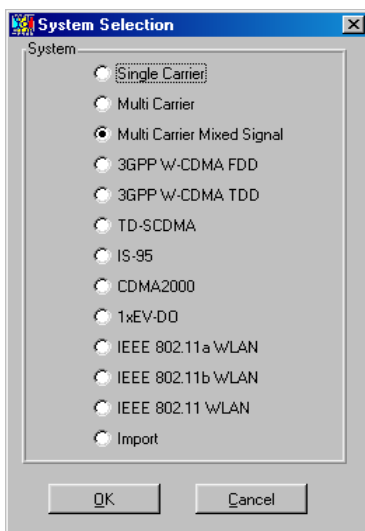 System Selection
System
Single Carrier
Multi Carrier
Multi Carrier Mixed Signal
3GPP W-CDMA FDD
3GPP W-CDMA TDD
TD-SCDMA
IS-95
CDMA2000
1xEV-DO
IEEE 802.11a WLAN
IEEE 802.11b WLAN
IEEE 802.11 WLAN
Import
OK Cancel